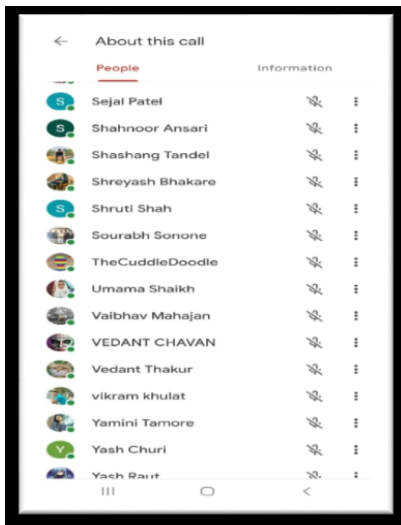 About this call
People Information
S Sejal Patel
S Shahnoor Ansari
Shashang Tandel
Shreyash Bhakare
S Shruti Shah
Sourabh Sonone
TheCuddleDoodle
Umama Shaikh
Vaibhav Mahajan
VEDANT CHAVAN
Vedant Thakur
vikram khulat
Yamini Tamore
Y Yash Churi
Yash Raut